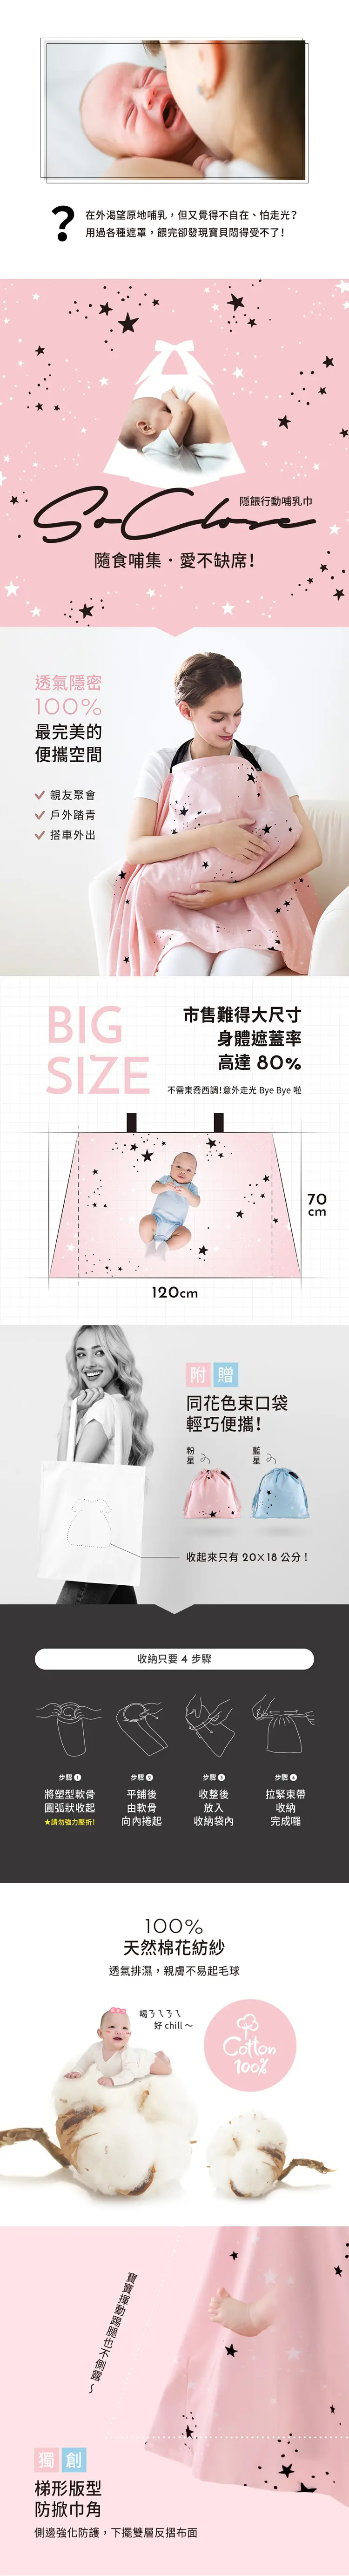 ?
在外渴望原地哺乳，但又覺得不自在、怕走光?
用過各種遮罩，餵完卻發現寶貝悶得受不了!
隱餵行動哺乳巾
SoClose
隨食哺集・愛不缺席!
透氣隱密
100%
最完美的
便攜空間
親友聚會
戶外踏青
搭車外出
BIG
SIZE
市售難得大尺寸
身體遮蓋率
高達 80%
不需東喬西調!意外走光 Bye Bye 啦
70
cm
120cm
附贈
同花色束口袋
輕巧便攜!
粉星
藍星
收起來只有 20×18 公分!
收納只要 4 步驟
步驟 1
將塑型軟骨
圓弧狀收起
★請勿強力壓折!
步驟 2
平鋪後
由軟骨
向內捲起
步驟 3
收整後
放入
收納袋內
步驟 4
拉緊束帶
收納
完成囉
100%
天然棉花紡紗
透氣排濕，親膚不易起毛球
喝ㄋㄟㄋㄟ
好 chill ～
Cotton
100%
寶寶揮動踢腿也不側露～
獨創
梯形版型
防掀巾角
側邊強化防護，下擺雙層反摺布面